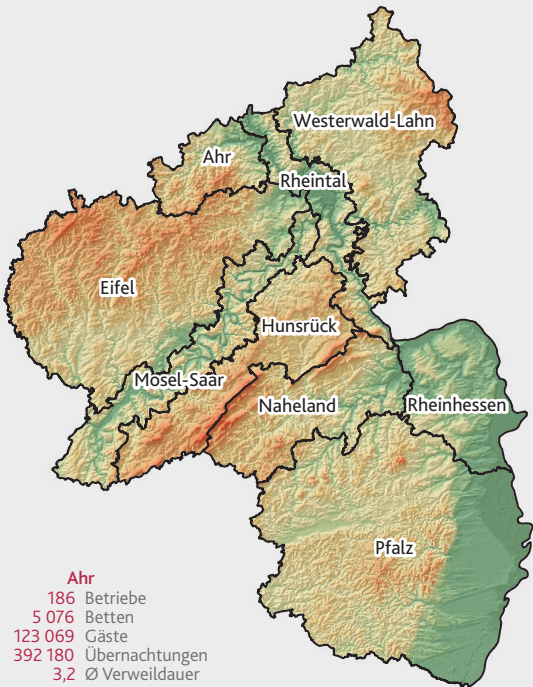 Westerwald-Lahn
Ahr
Rheintal
Eifel
Hunsrück
Mosel-Saar
Naheland
Rheinhessen
Pfalz
Ahr
186 Betriebe
5 076 Betten
123 069 Gäste
392 180 Übernachtungen
3,2 Ø Verweildauer